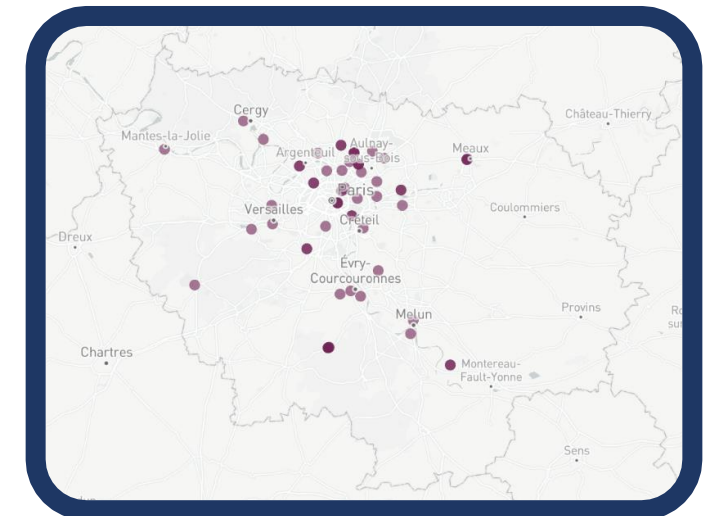 Château-Thierry
Cergy
Mantes-la-Jolie
Aulnay-
Argenteuil
sous-Bois
Meaux
Paris
Versailles
Coulommiers
Créteil
Dreux
Évry-
Courcouronnes
Provins
Melun
Chartres
Montereau-
Fault-Yonne
Sens